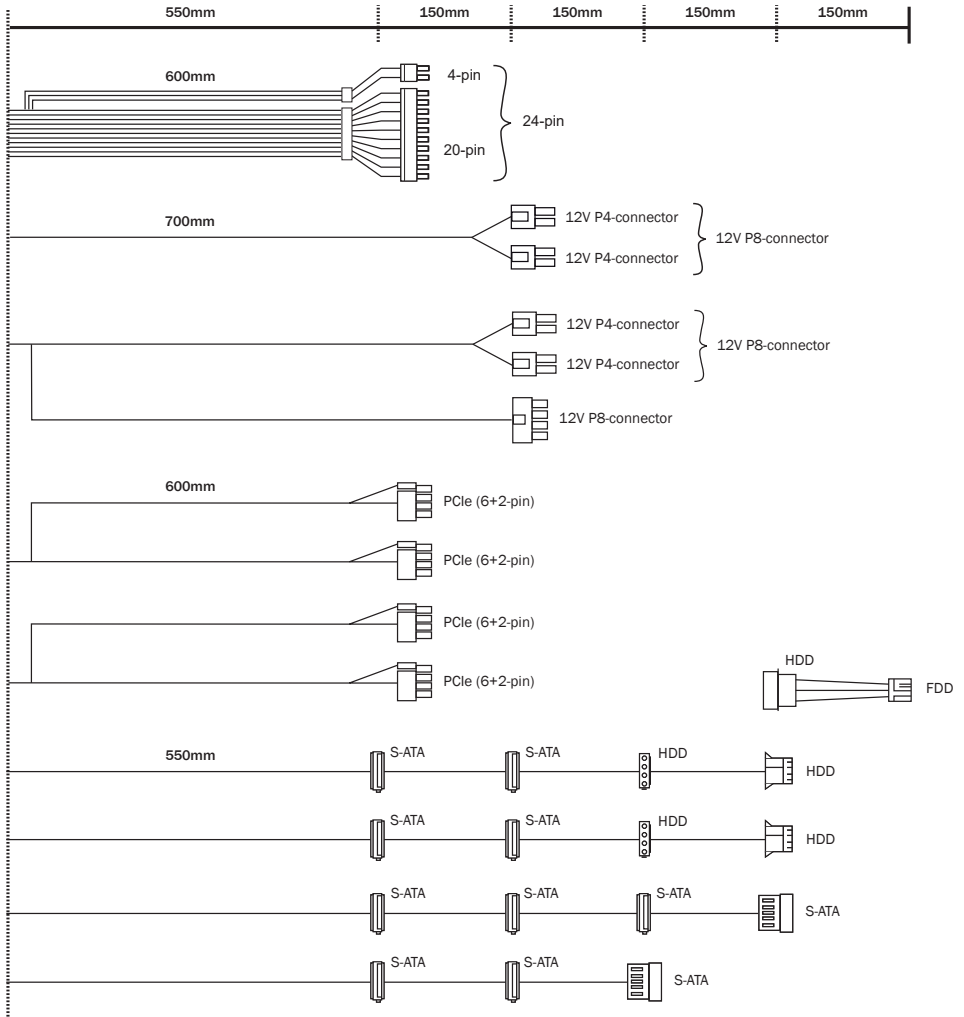 550mm 150mm 150mm 150mm 150mm
600mm
4-pin
24-pin
20-pin
700mm
12V P4-connector
12V P8-connector
12V P4-connector
12V P4-connector
12V P8-connector
12V P4-connector
12V P8-connector
600mm
PCIe (6+2-pin)
PCIe (6+2-pin)
PCIe (6+2-pin)
PCIe (6+2-pin)
HDD
FDD
550mm
S-ATA S-ATA HDD
HDD
S-ATA S-ATA HDD
HDD
S-ATA S-ATA S-ATA
S-ATA
S-ATA S-ATA
S-ATA